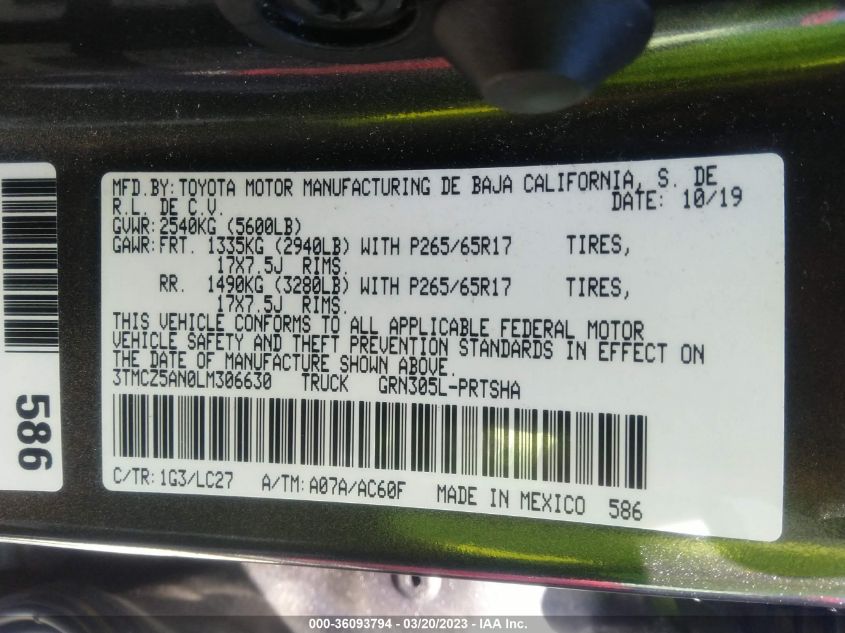 MFD.BY: TOYOTA MOTOR MANUFACTURING DE BAJA CALIFORNIA, S. DE
R.L. DE C.V. DATE: 10/19
GVWR: 2540KG (5600LB)
GAWR: FRT. 1335KG (2940LB) WITH P265/65R17 TIRES,
17X7.5J RIMS.
RR. 1490KG (3280LB) WITH P265/65R17 TIRES,
17X7.5J RIMS.
THIS VEHICLE CONFORMS TO ALL APPLICABLE FEDERAL MOTOR
VEHICLE SAFETY AND THEFT PREVENTION STANDARDS IN EFFECT ON
THE DATE OF MANUFACTURE SHOWN ABOVE.
3TMCZ5AN0LM306630 TRUCK GRN305L-PRTSHA
C/TR: 1G3/LC27 A/TM: A07A/AC60F MADE IN MEXICO 586
586
000-36093794 — 03/20/2023 — IAA Inc.